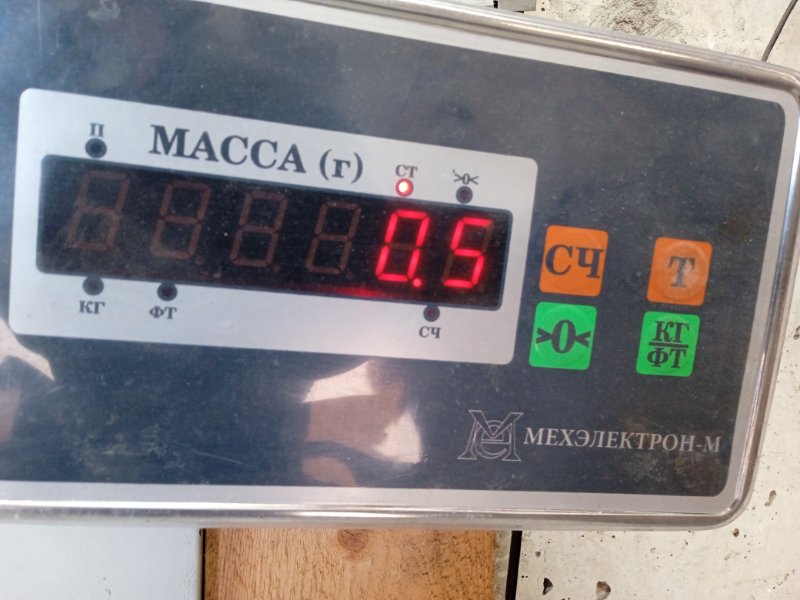 П
МАССА (г)
СТ
>0<
0.5
КГ
ФТ
СЧ
СЧ
Т
>0<
КГ
ФТ
МЕХЭЛЕКТРОН-М